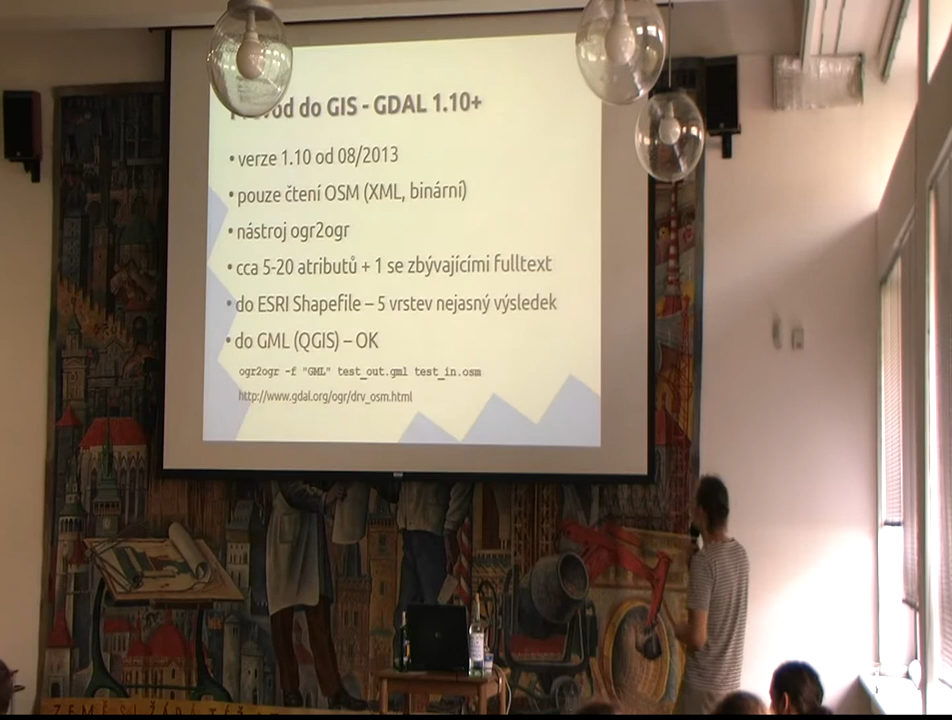 do GIS - GDAL 1.10+
• verze 1.10 od 08/2013
• pouze čtení OSM (XML, binární)
• nástroj ogr2ogr
• cca 5-20 atributů + 1 se zbývajícími fulltext
• do ESRI Shapefile – 5 vrstev nejasný výsledek
• do GML (QGIS) – OK
ogr2ogr -f "GML" test_out.gml test_in.osm
http://www.gdal.org/ogr/drv_osm.html